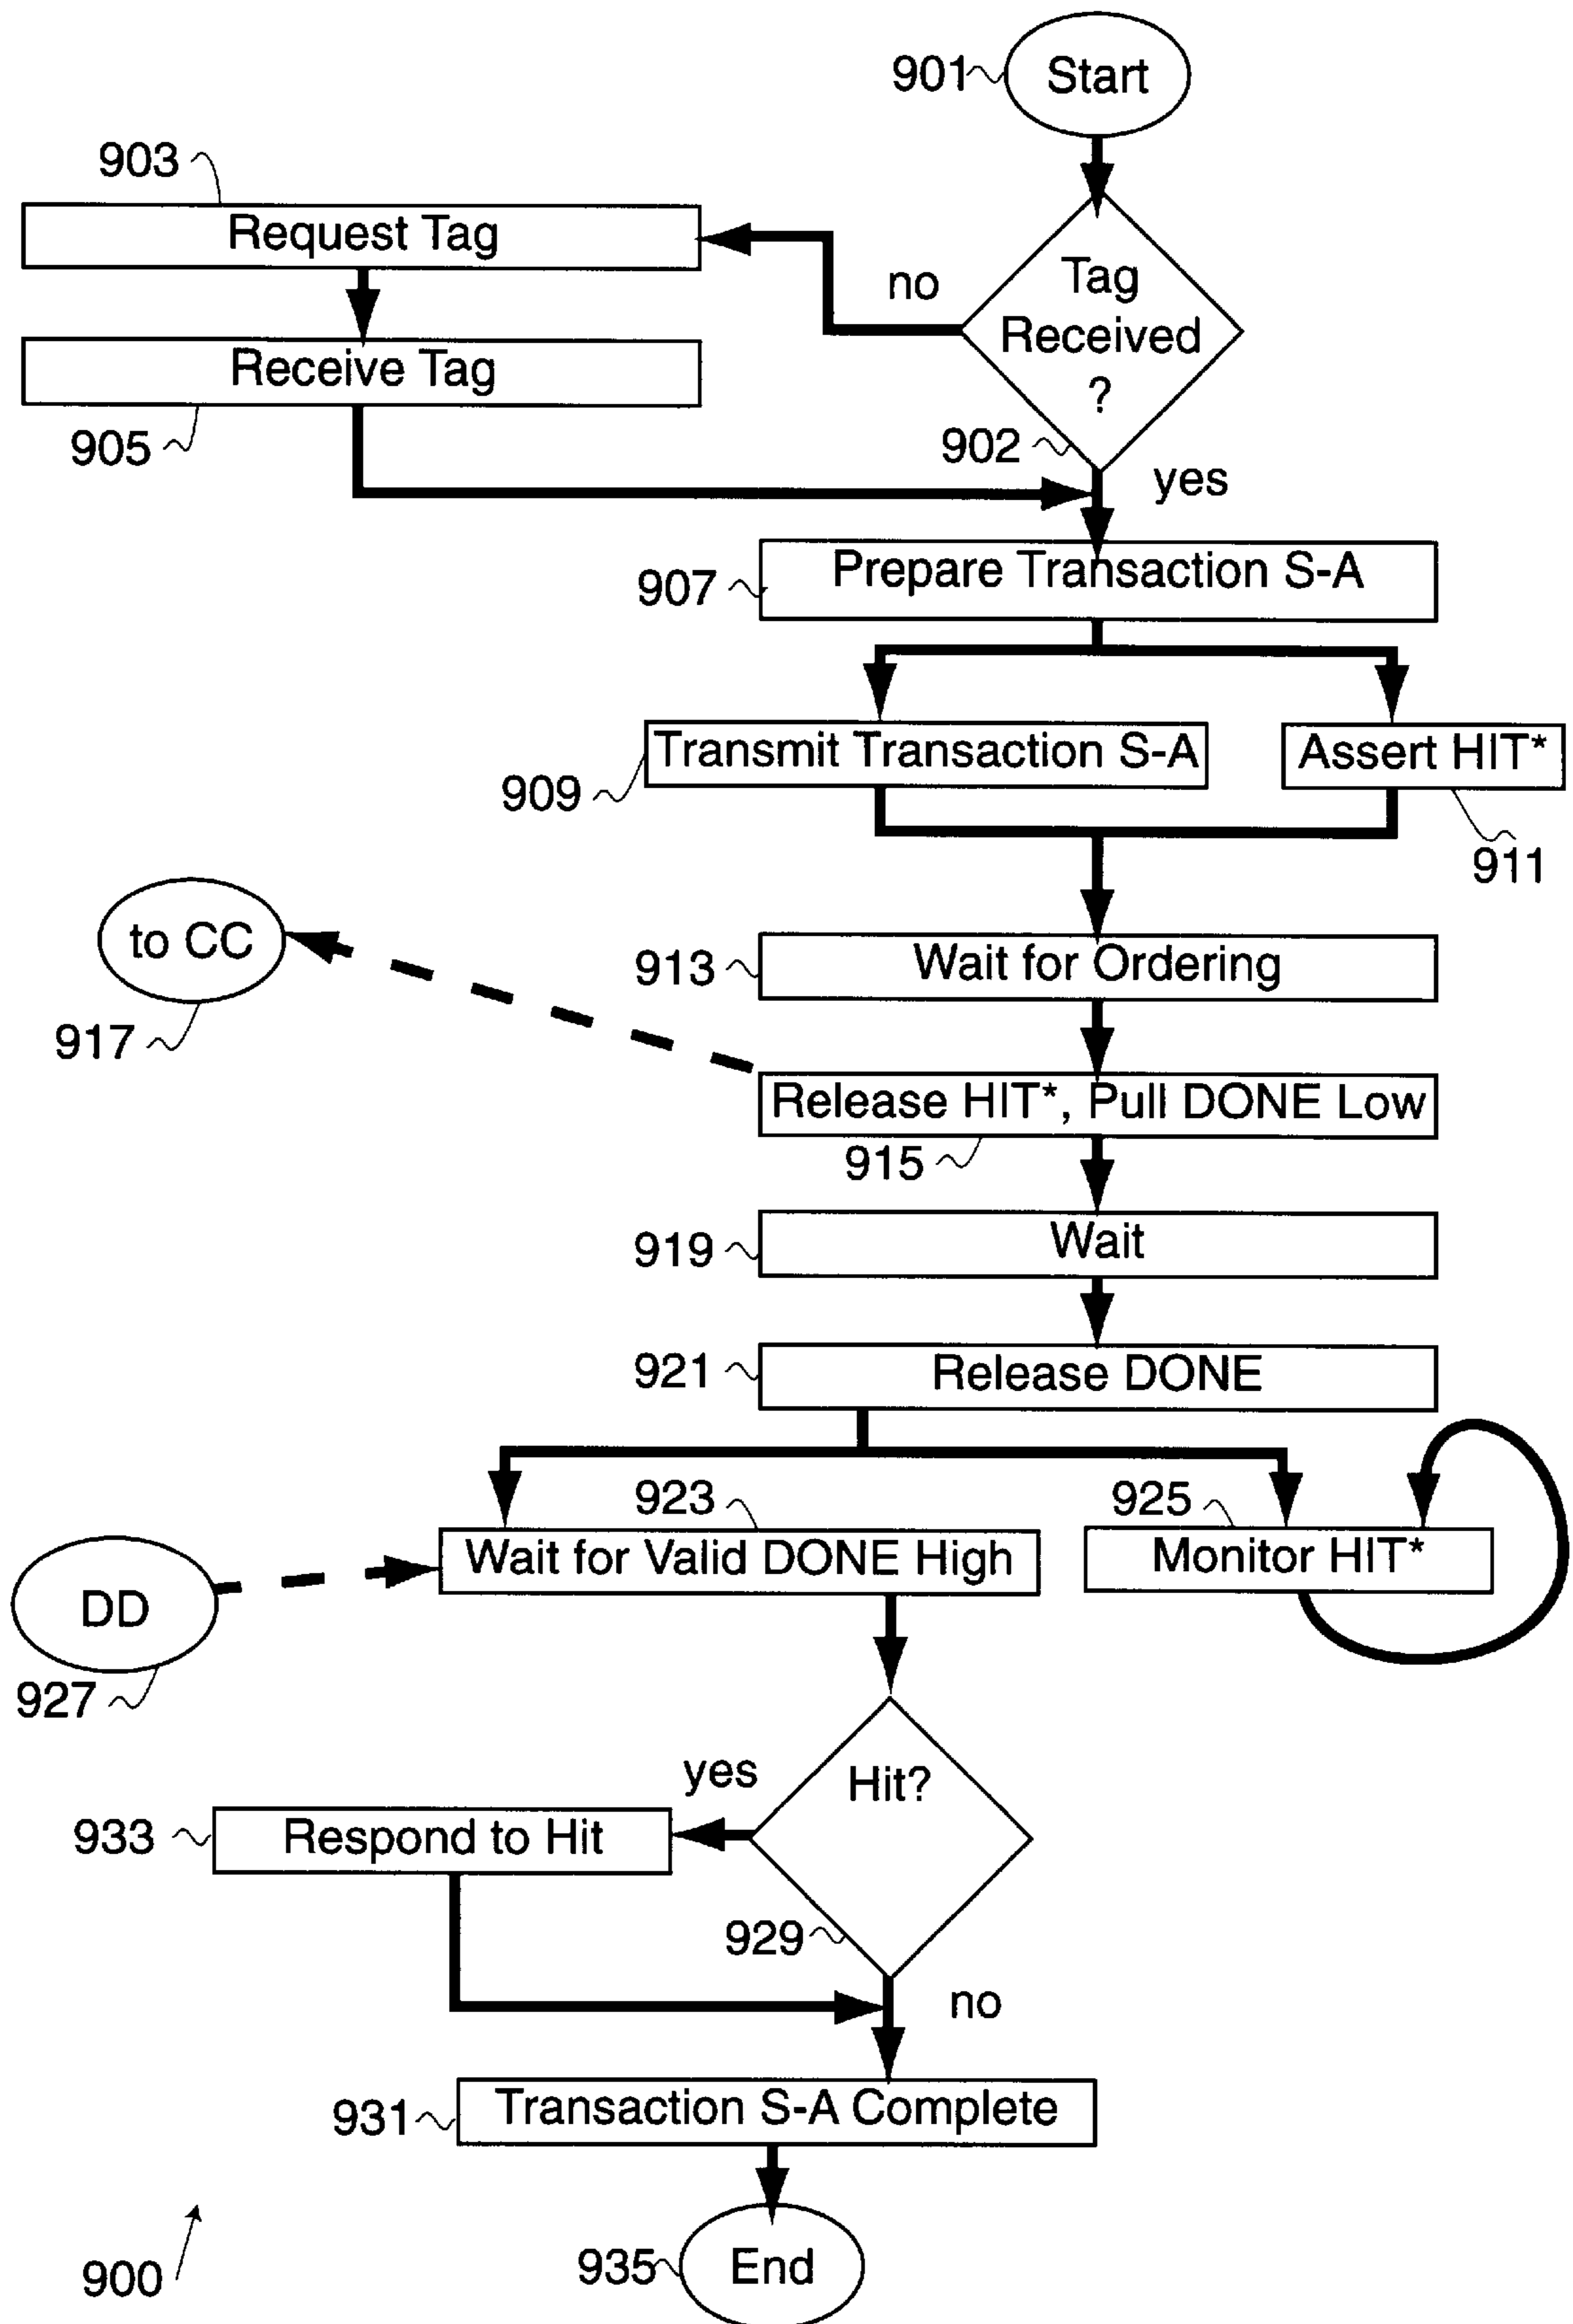 901
Start
903
Request Tag
no
Tag
Received
?
Receive Tag
905
902
yes
907
Prepare Transaction S-A
Transmit Transaction S-A
Assert HIT*
909
911
to CC
913
Wait for Ordering
917
Release HIT*, Pull DONE Low
915
919
Wait
921
Release DONE
923
925
Wait for Valid DONE High
Monitor HIT*
DD
927
yes
Hit?
933
Respond to Hit
929
no
931
Transaction S-A Complete
900
935
End